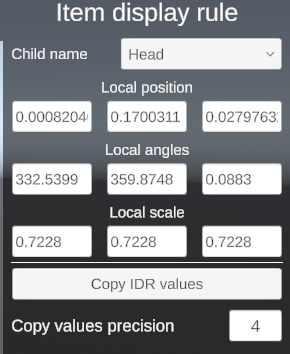 Item display rule
Child name Head
Local position
0.0008204 0.1700311 0.0279763
Local angles
332.5399 359.8748 0.0883
Local scale
0.7228 0.7228 0.7228
Copy IDR values
Copy values precision 4